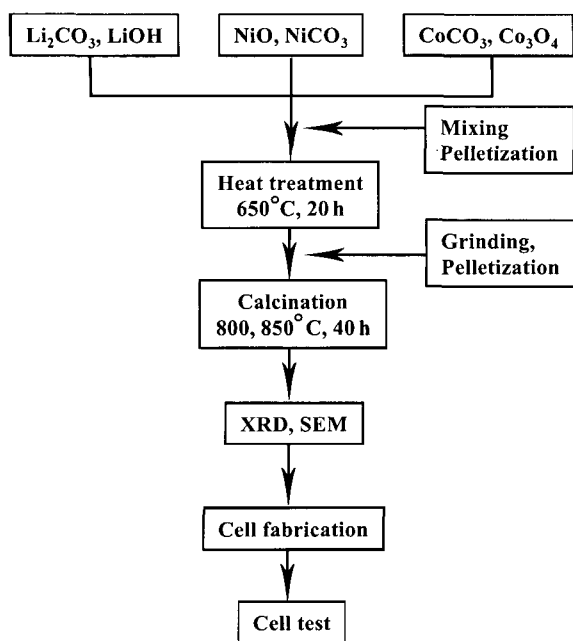 Li₂CO₃, LiOH
NiO, NiCO₃
CoCO₃, Co₃O₄
Mixing
Pelletization
Heat treatment
650°C, 20 h
Grinding,
Pelletization
Calcination
800, 850°C, 40 h
XRD, SEM
Cell fabrication
Cell test